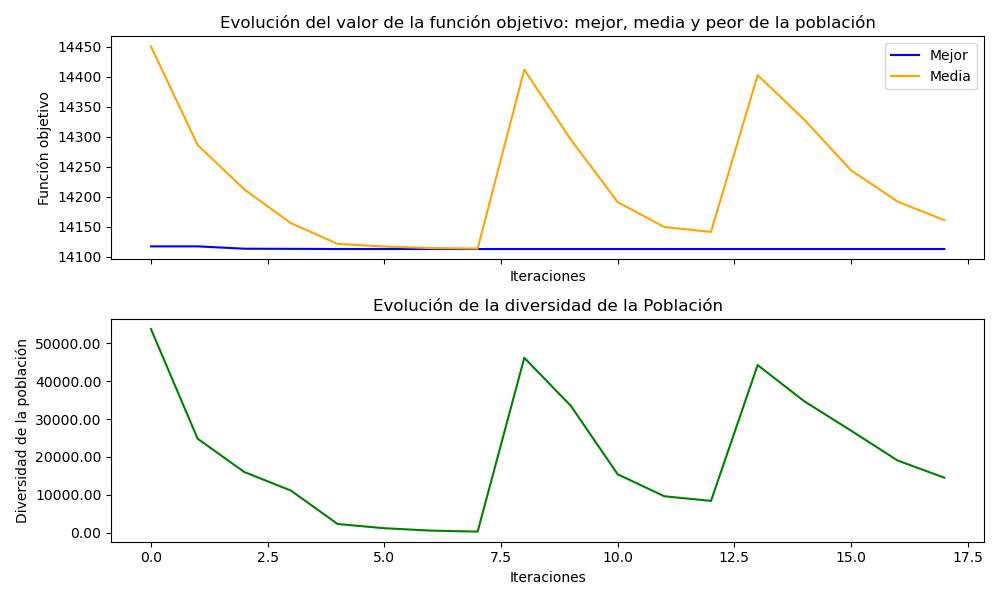 Evolución del valor de la función objetivo: mejor, media y peor de la población
14450
14400
14350
14300
14250
14200
14150
14100
Función objetivo
Mejor
Media
Iteraciones
Evolución de la diversidad de la Población
50000.00
40000.00
30000.00
20000.00
10000.00
0.00
Diversidad de la población
0.0 2.5 5.0 7.5 10.0 12.5 15.0 17.5
Iteraciones